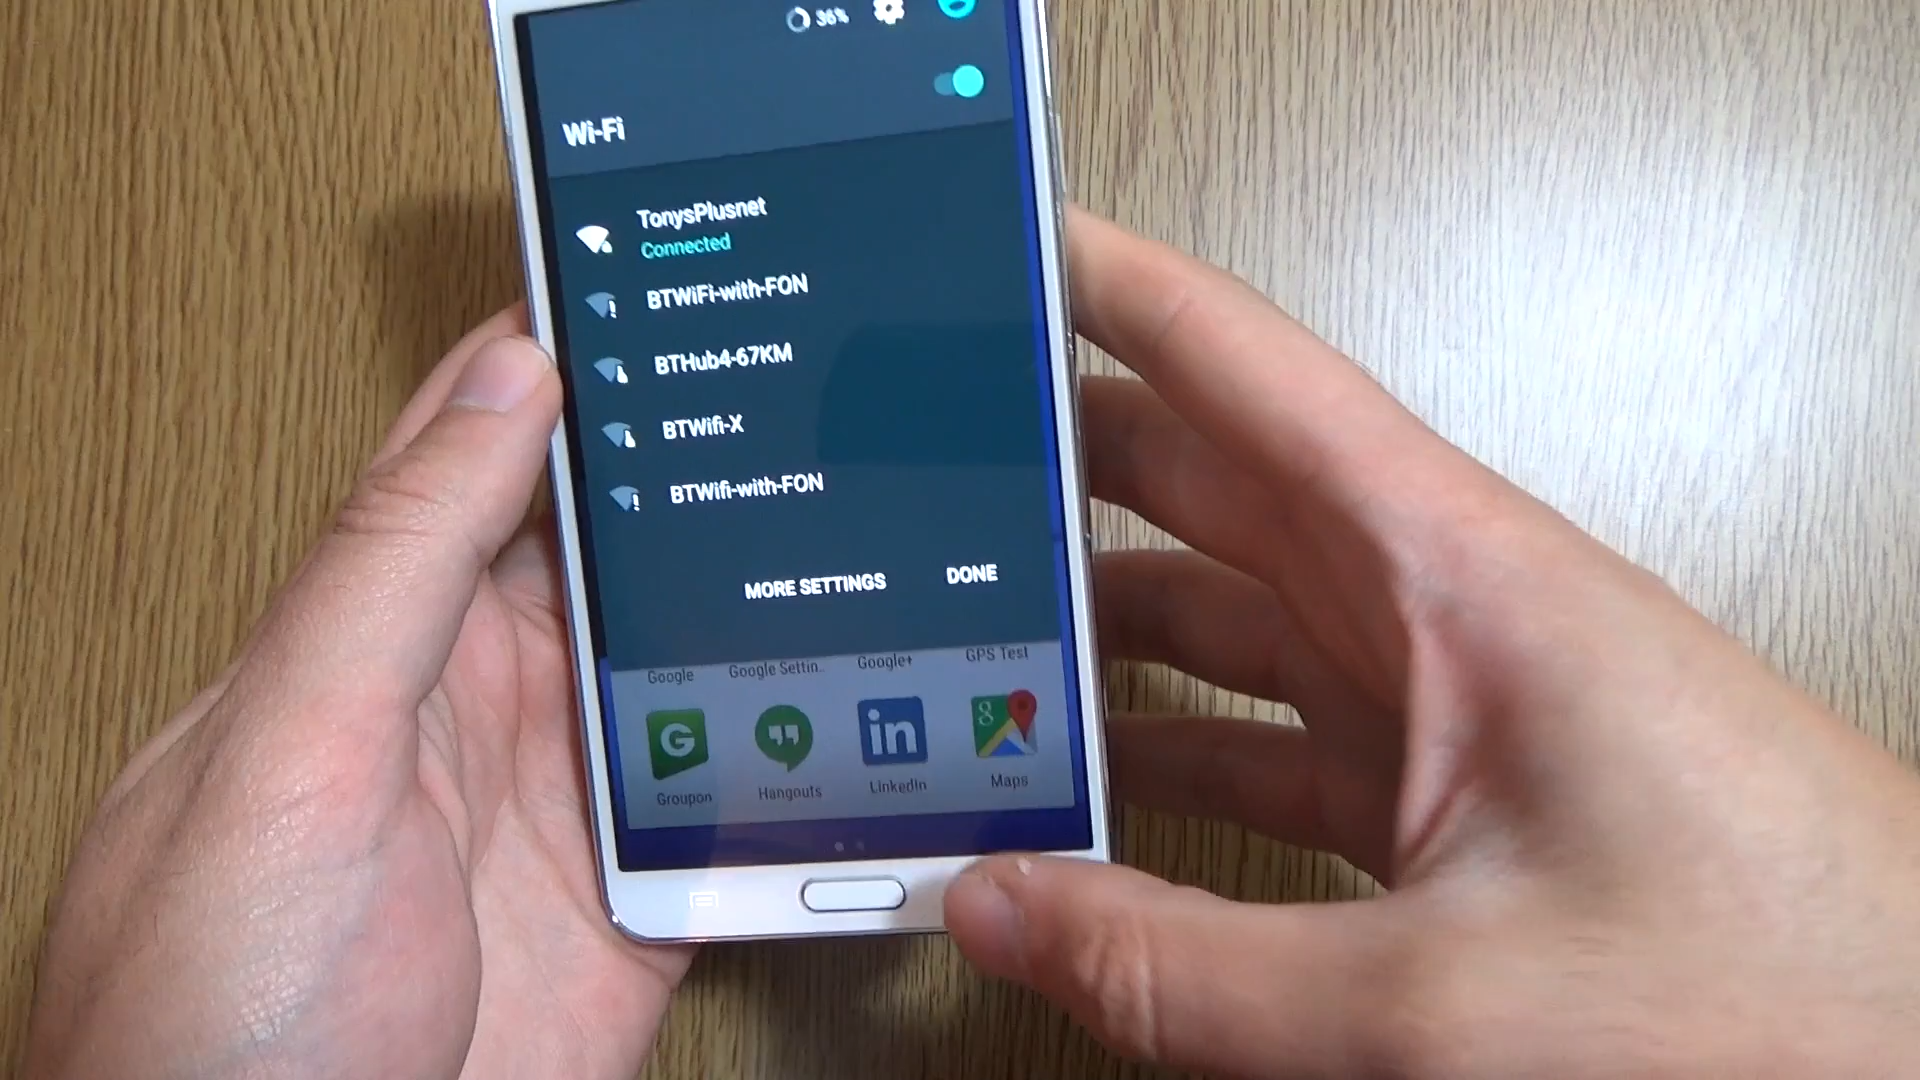 36%
Wi-Fi
TonysPlusnet
Connected
BTWiFi-with-FON
BTHub4-67KM
BTWifi-X
BTWifi-with-FON
MORE SETTINGS DONE
Google Google Settin.. Google+ GPS Test
G in g
Groupon Hangouts LinkedIn Maps